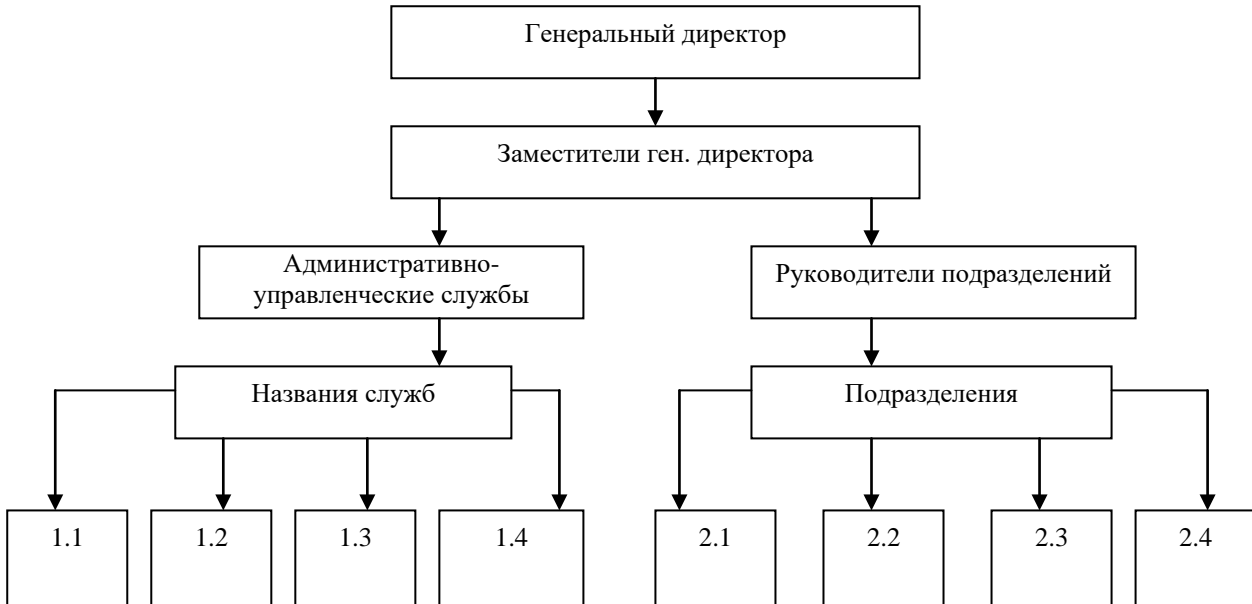 Генеральный директор
Заместители ген. директора
Административно-
управленческие службы
Руководители подразделений
Названия служб
Подразделения
1.1
1.2
1.3
1.4
2.1
2.2
2.3
2.4